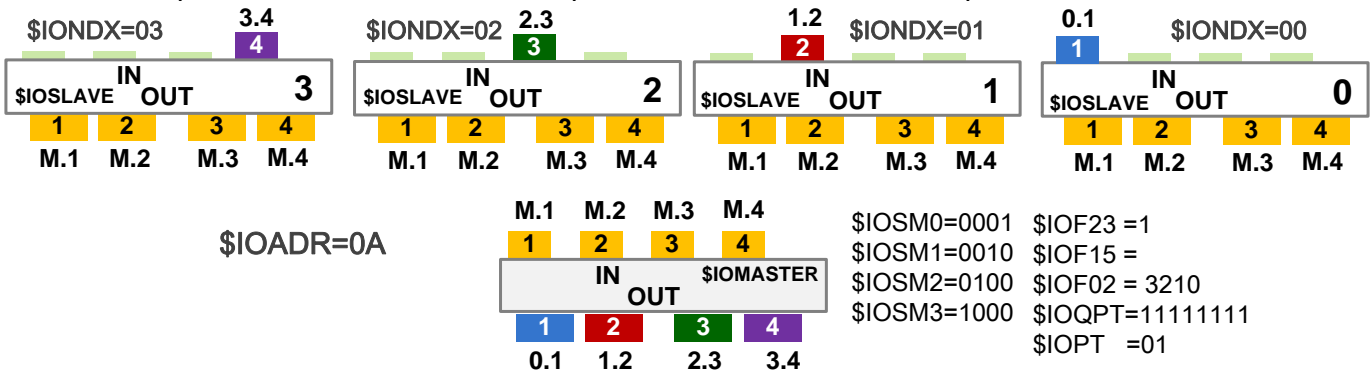 $IONDX=03
3.4
4
$IOSLAVE IN OUT 3
1 2 3 4
M.1 M.2 M.3 M.4
$IONDX=02
2.3
3
$IOSLAVE IN OUT 2
1 2 3 4
M.1 M.2 M.3 M.4
1.2
$IONDX=01
2
$IOSLAVE IN OUT 1
1 2 3 4
M.1 M.2 M.3 M.4
0.1
$IONDX=00
1
$IOSLAVE IN OUT 0
1 2 3 4
M.1 M.2 M.3 M.4
$IOADR=0A
M.1 M.2 M.3 M.4
1 2 3 4
IN $IOMASTER
OUT
1 2 3 4
0.1 1.2 2.3 3.4
$IOSM0=0001
$IOSM1=0010
$IOSM2=0100
$IOSM3=1000
$IOF23 =1
$IOF15 =
$IOF02 = 3210
$IOQPT=11111111
$IOPT =01